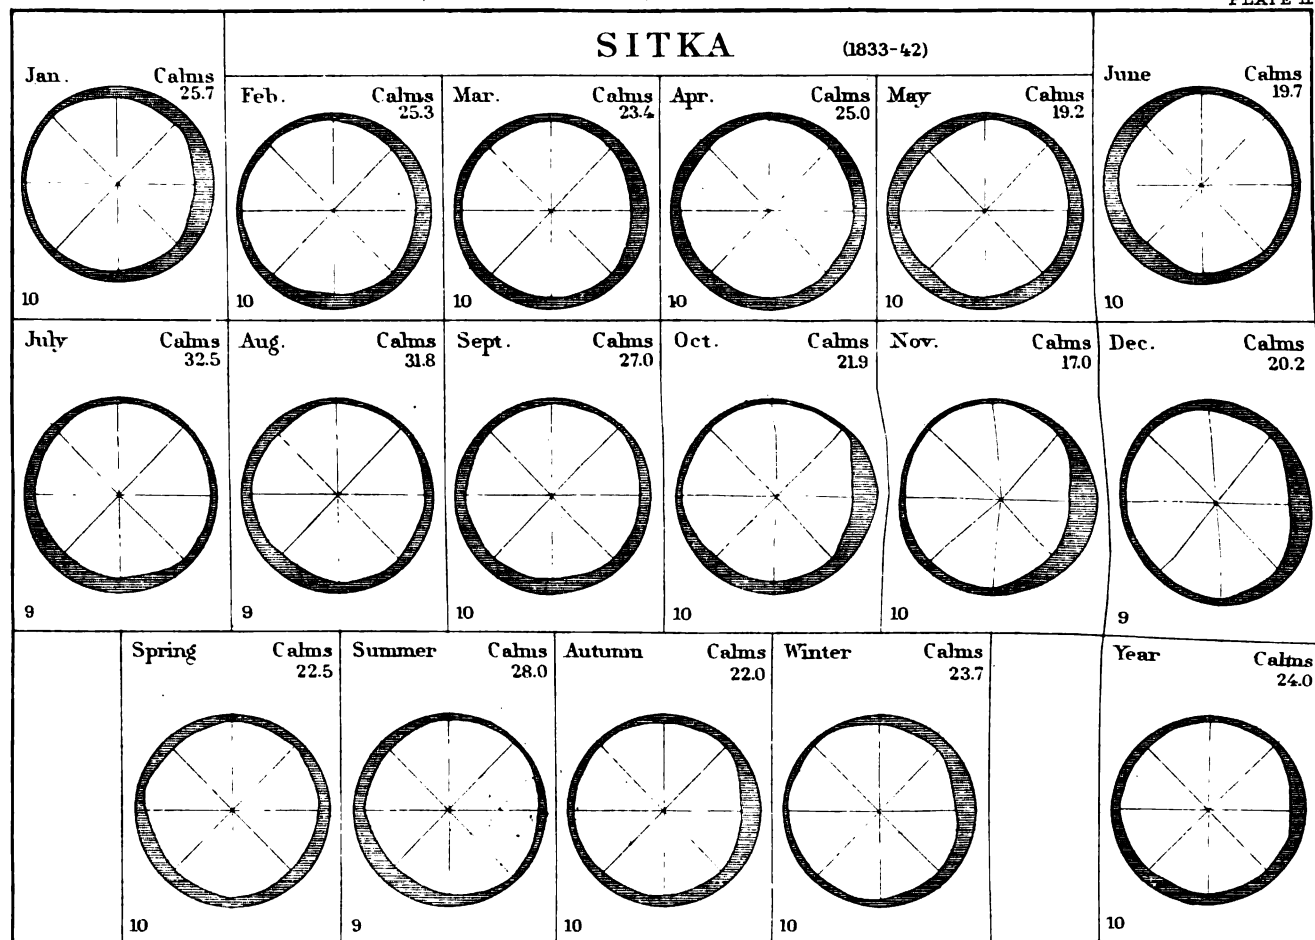 PLATE II
SITKA (1833-42)
Jan. Calms
25.7
10
Feb. Calms
25.3
10
Mar. Calms
23.4
10
Apr. Calms
25.0
10
May Calms
19.2
10
June Calms
19.7
10
July Calms
32.5
9
Aug. Calms
31.8
9
Sept. Calms
27.0
10
Oct. Calms
21.9
10
Nov. Calms
17.0
10
Dec. Calms
20.2
9
Spring Calms
22.5
10
Summer Calms
28.0
9
Autumn Calms
22.0
10
Winter Calms
23.7
10
Year Calms
24.0
10